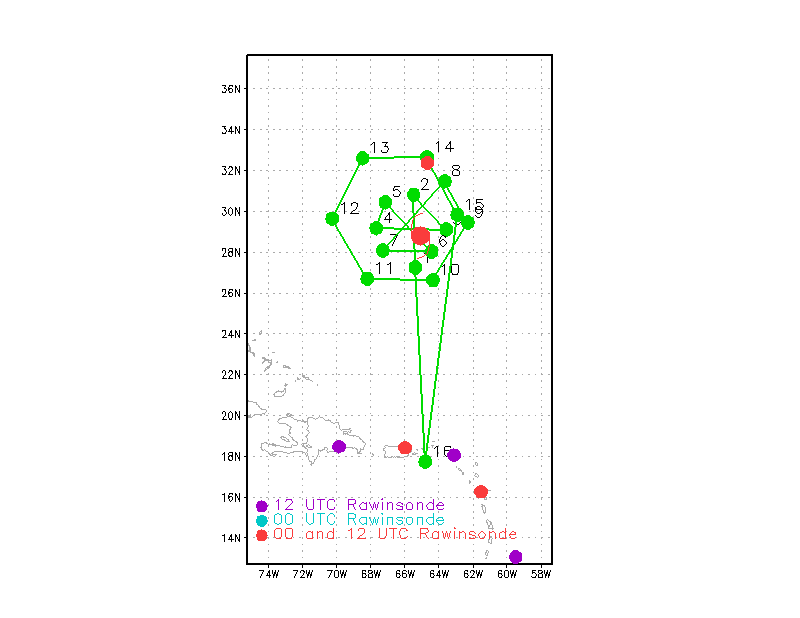 36N
34N
13
14
32N
8
5
2
30N
12
15
9
3
4
6
28N
7
1
11
10
26N
24N
22N
20N
18N
16
16N
12 UTC Rawinsonde
00 UTC Rawinsonde
14N
00 and 12 UTC Rawinsonde
74W 72W 70W 68W 66W 64W 62W 60W 58W